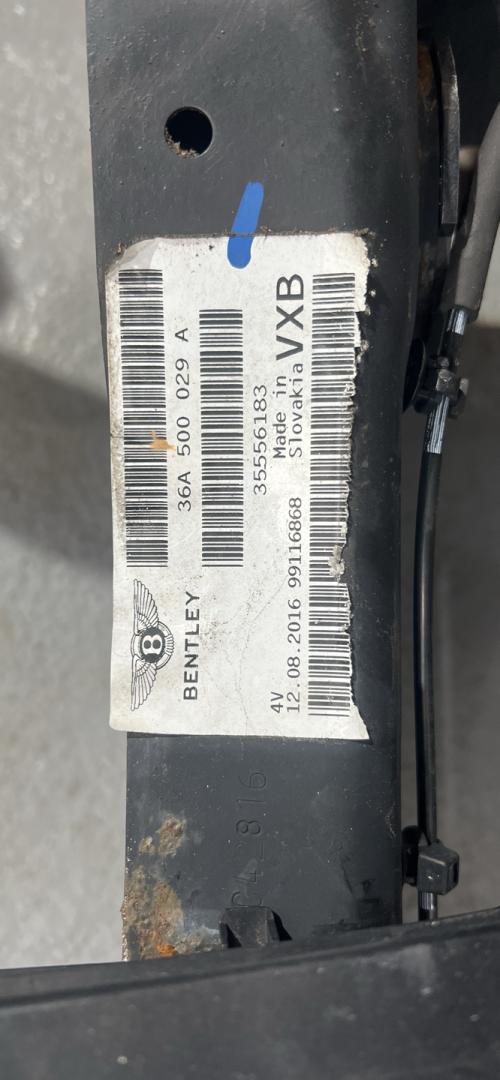 36A 500 029 A
BENTLEY
B
35556183
Made in
Slovakia
VXB
4V
12.08.2016 99116868